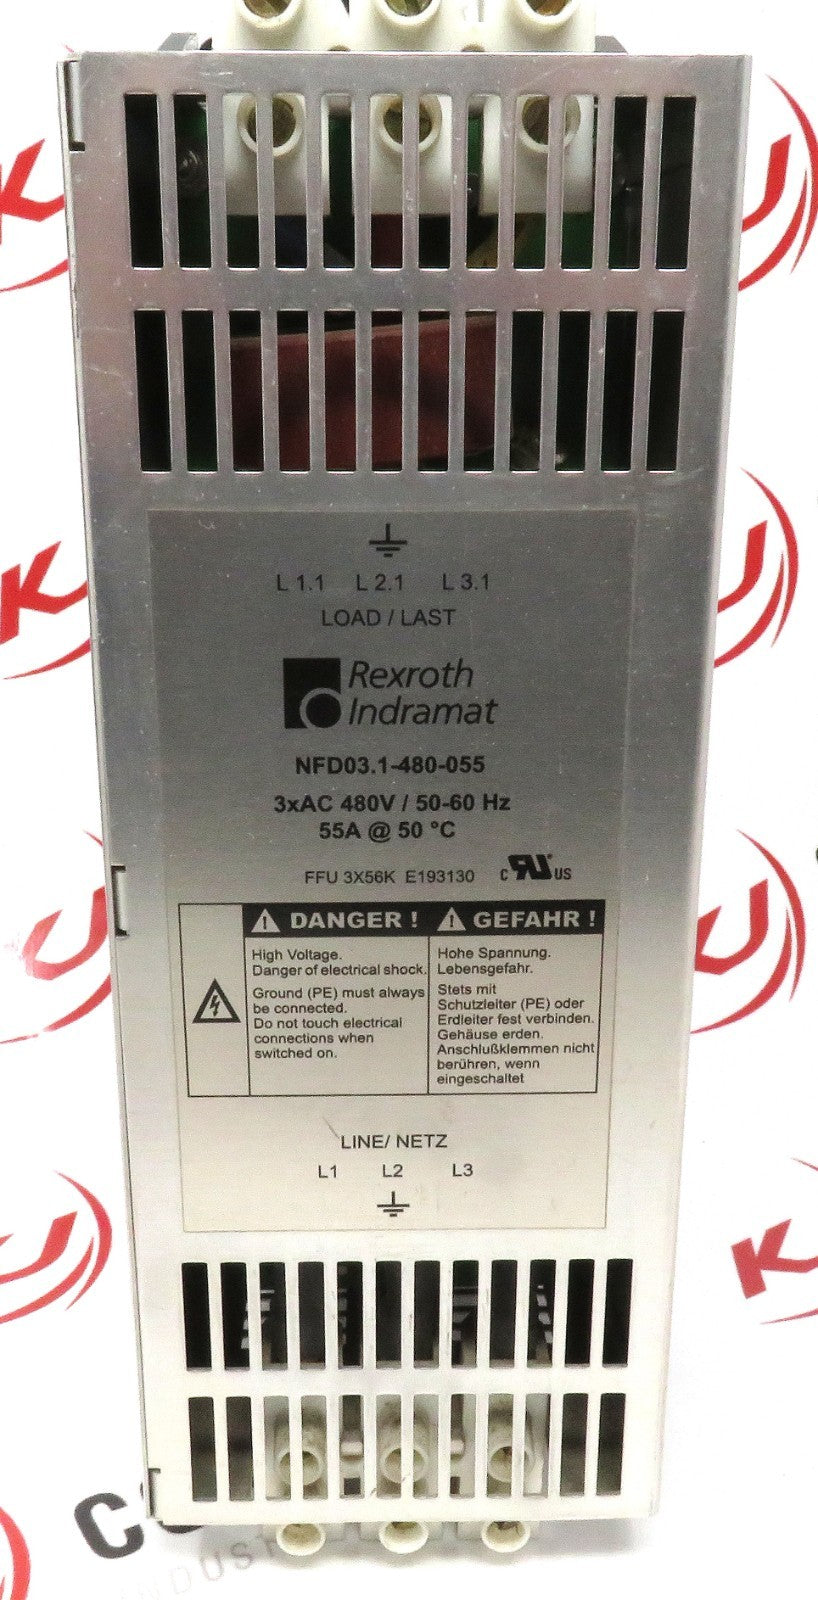 L 1.1 L 2.1 L 3.1
LOAD / LAST
Rexroth
Indramat
NFD03.1-480-055
3xAC 480V / 50-60 Hz
55A @ 50 °C
FFU 3X56K E193130 c RU US
DANGER ! GEFAHR !
High Voltage.
Danger of electrical shock.
Ground (PE) must always
be connected.
Do not touch electrical
connections when
switched on.
Hohe Spannung.
Lebensgefahr.
Stets mit
Schutzleiter (PE) oder
Erdleiter fest verbinden.
Gehäuse erden.
Anschlußklemmen nicht
berühren, wenn
eingeschaltet
LINE/ NETZ
L1 L2 L3